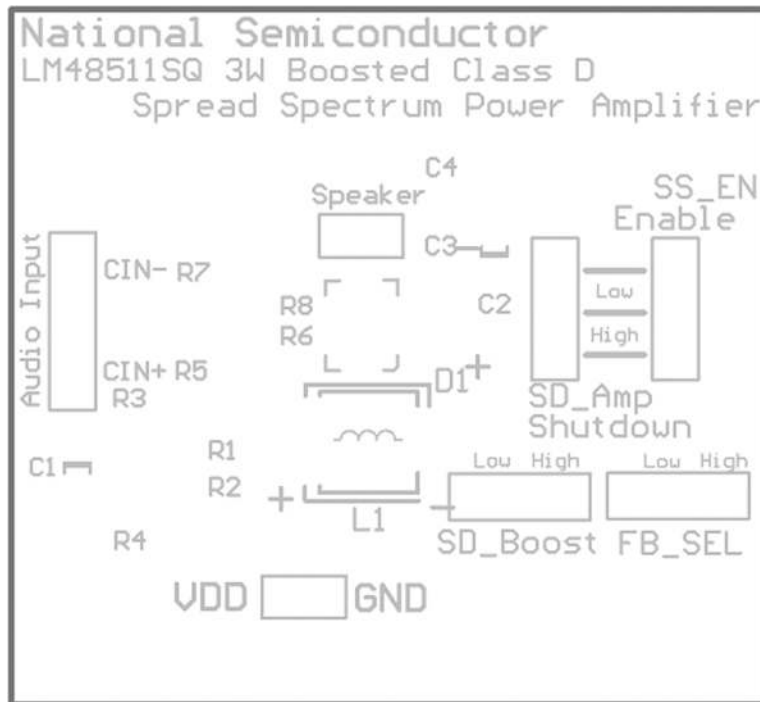 National Semiconductor
LM48511SQ 3W Boosted Class D
Spread Spectrum Power Amplifier
C4
Speaker
SS_EN
Enable
Audio Input
CIN- R7
C3
R8
C2
Low
R6
High
CIN+ R5
D1 +
R3
SD_Amp
Shutdown
C1
R1
Low High
Low High
R2
+
L1
SD_Boost
FB_SEL
R4
VDD
GND